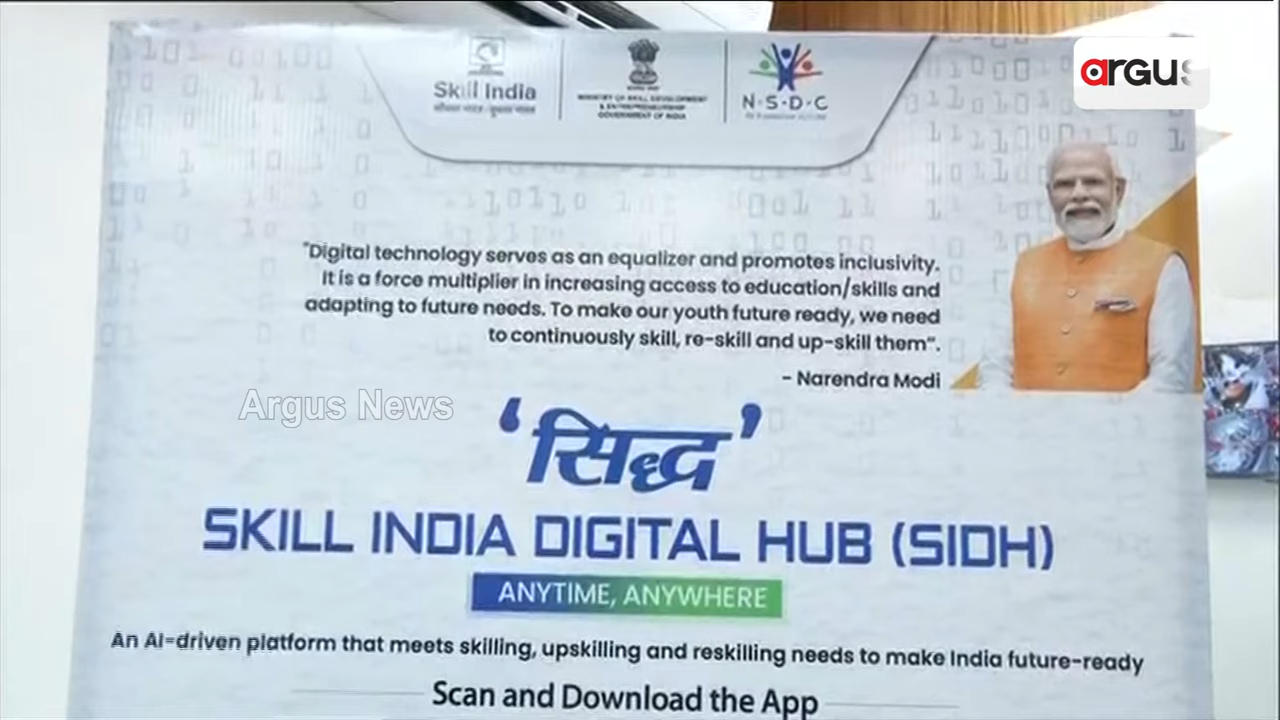 argus
Skill India
कौशल भारत - कुशल भारत
MINISTRY OF SKILL DEVELOPMENT
& ENTREPRENEURSHIP
GOVERNMENT OF INDIA
N·S·D·C
"Digital technology serves as an equalizer and promotes inclusivity.
It is a force multiplier in increasing access to education/skills and
adapting to future needs. To make our youth future ready, we need
to continuously skill, re-skill and up-skill them".
- Narendra Modi
Argus News
‘सिद्ध’
SKILL INDIA DIGITAL HUB (SIDH)
ANYTIME, ANYWHERE
An AI-driven platform that meets skilling, upskilling and reskilling needs to make India future-ready
Scan and Download the App